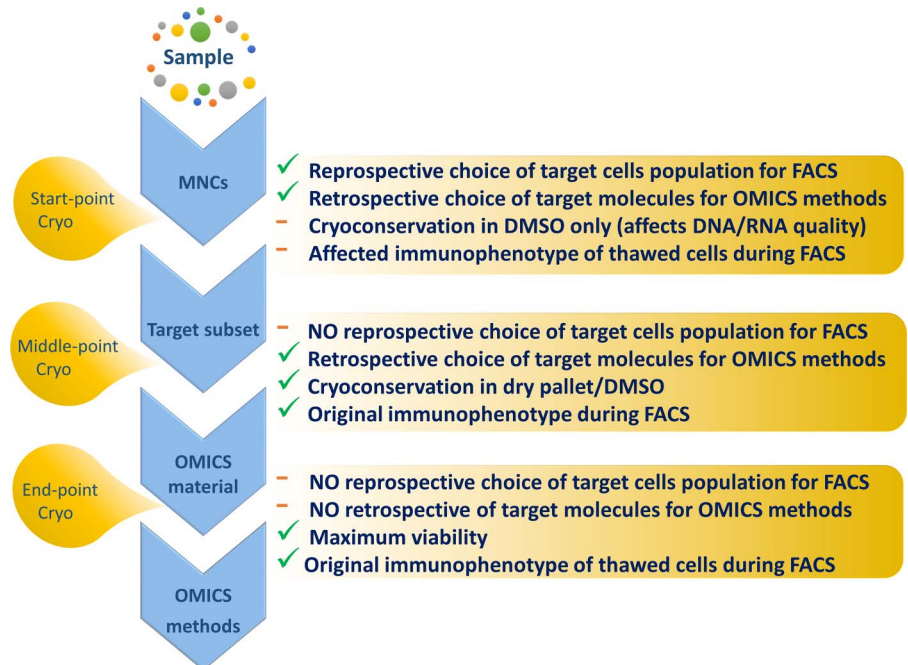 Sample
MNCs
Start-point
Cryo
✓ Reprospective choice of target cells population for FACS
✓ Retrospective choice of target molecules for OMICS methods
– Cryoconservation in DMSO only (affects DNA/RNA quality)
– Affected immunophenotype of thawed cells during FACS
Target subset
Middle-point
Cryo
– NO reprospective choice of target cells population for FACS
✓ Retrospective choice of target molecules for OMICS methods
✓ Cryoconservation in dry pallet/DMSO
✓ Original immunophenotype during FACS
OMICS
material
End-point
Cryo
– NO reprospective choice of target cells population for FACS
– NO retrospective of target molecules for OMICS methods
✓ Maximum viability
✓ Original immunophenotype of thawed cells during FACS
OMICS
methods